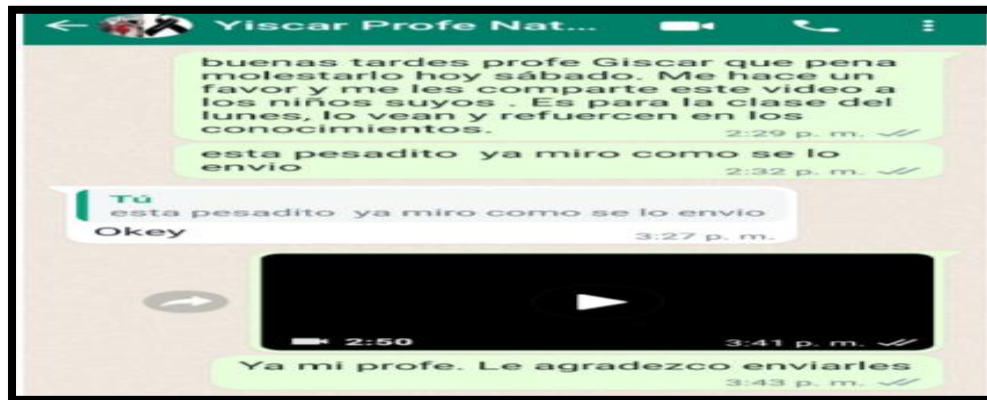 Yiscar Profe Nat...
buenas tardes profe Giscar que pena
molestarlo hoy sábado. Me hace un
favor y me les comparte este video a
los niños suyos . Es para la clase del
lunes, lo vean y refuercen en los
conocimientos.
2:29 p. m.
esta pesadito ya miro como se lo
envio
2:32 p. m.
Tú
esta pesadito ya miro como se lo envio
Okey
3:27 p. m.
2:50
3:41 p. m.
Ya mi profe. Le agradezco enviarles
3:43 p. m.